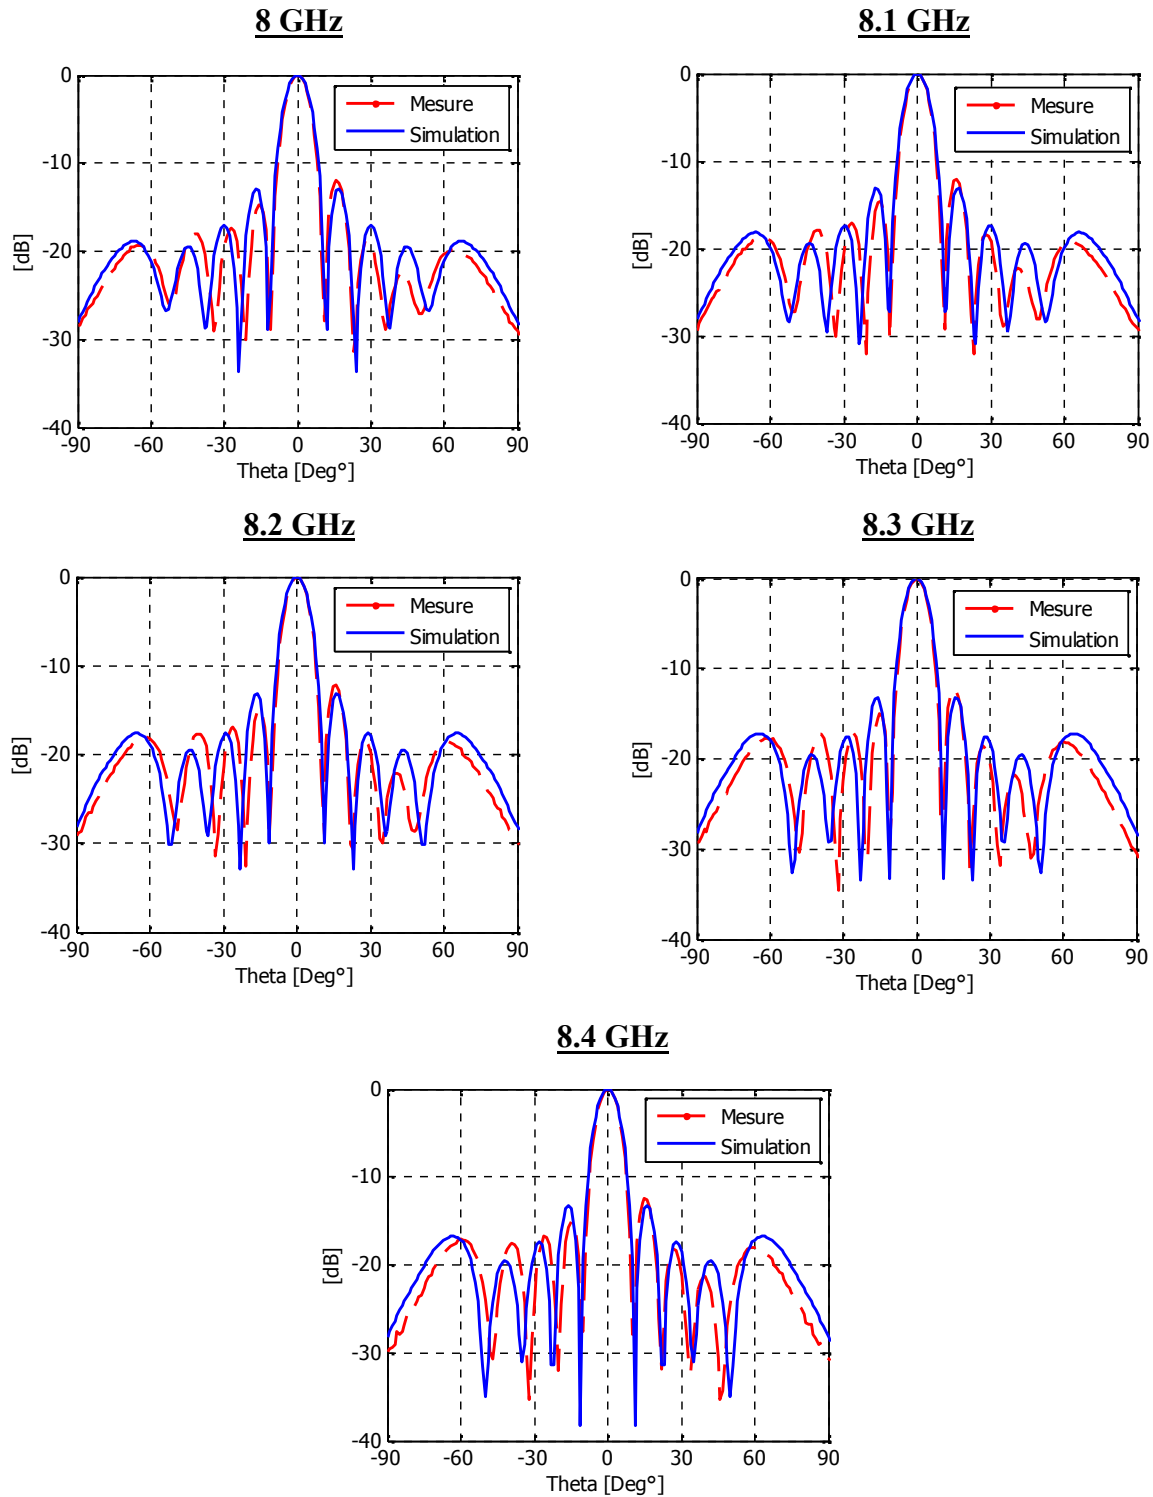 8 GHz
8.1 GHz
0
-10
-20
-30
-40
[dB]
Mesure
Simulation
-90 -60 -30 0 30 60 90
Theta [Deg°]
0
-10
-20
-30
-40
[dB]
Mesure
Simulation
-90 -60 -30 0 30 60 90
Theta [Deg°]
8.2 GHz
8.3 GHz
0
-10
-20
-30
-40
[dB]
Mesure
Simulation
-90 -60 -30 0 30 60 90
Theta [Deg°]
0
-10
-20
-30
-40
[dB]
Mesure
Simulation
-90 -60 -30 0 30 60 90
Theta [Deg°]
8.4 GHz
0
-10
-20
-30
-40
[dB]
Mesure
Simulation
-90 -60 -30 0 30 60 90
Theta [Deg°]